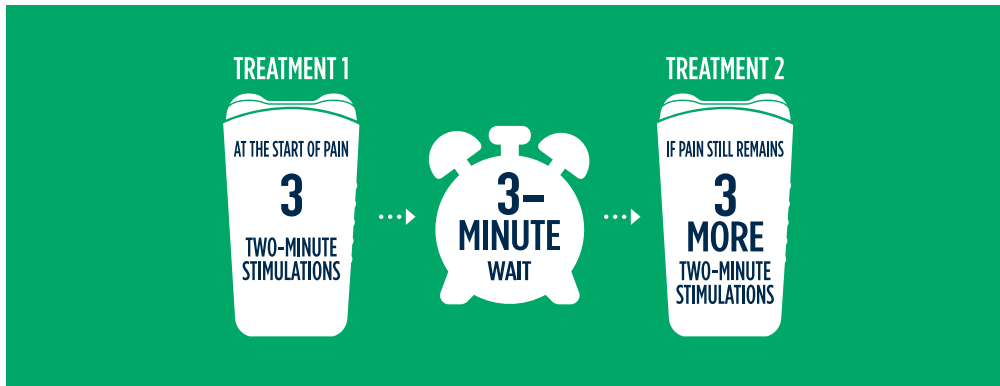 TREATMENT 1
AT THE START OF PAIN
3
TWO-MINUTE
STIMULATIONS
3–
MINUTE
WAIT
TREATMENT 2
IF PAIN STILL REMAINS
3
MORE
TWO-MINUTE
STIMULATIONS